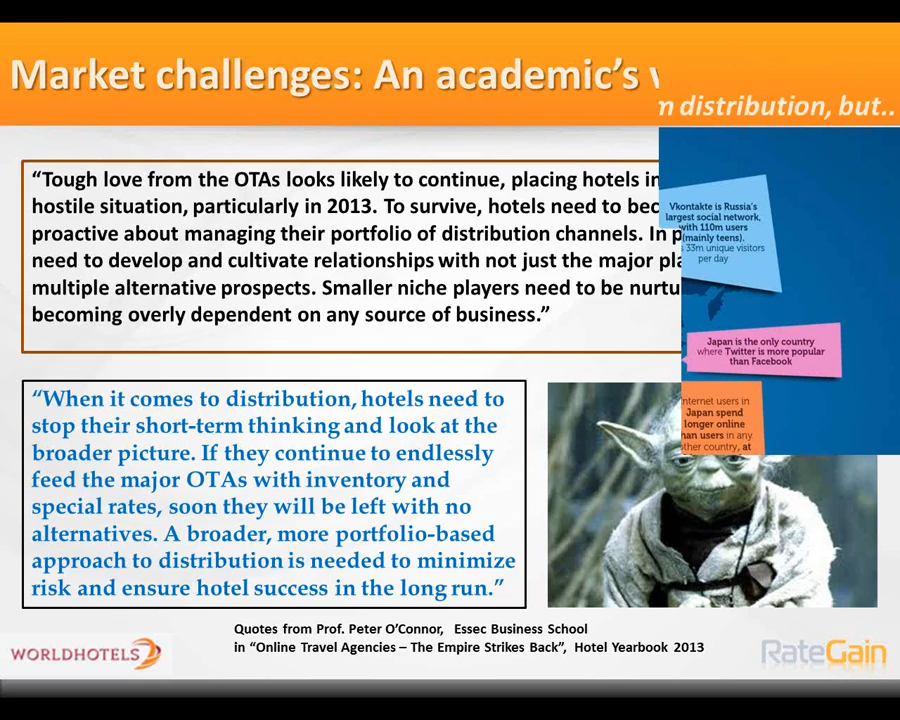 Market challenges: An academic's
distribution, but..
“Tough love from the OTAs looks likely to continue, placing hotels in
hostile situation, particularly in 2013. To survive, hotels need to
proactive about managing their portfolio of distribution channels. In
need to develop and cultivate relationships with not just the major
multiple alternative prospects. Smaller niche players need to be
becoming overly dependent on any source of business.”
Vkontakte is Russia's
largest social network,
with 110m users
(mainly teens).
33m unique visitors
per day
Japan is the only country
where Twitter is more popular
than Facebook
users in
Japan spend
longer online
users in any
country, at
“When it comes to distribution, hotels need to
stop their short-term thinking and look at the
broader picture. If they continue to endlessly
feed the major OTAs with inventory and
special rates, soon they will be left with no
alternatives. A broader, more portfolio-based
approach to distribution is needed to minimize
risk and ensure hotel success in the long run.”
Quotes from Prof. Peter O’Connor, Essec Business School
in “Online Travel Agencies – The Empire Strikes Back”, Hotel Yearbook 2013
WORLDHOTELS
RateGain